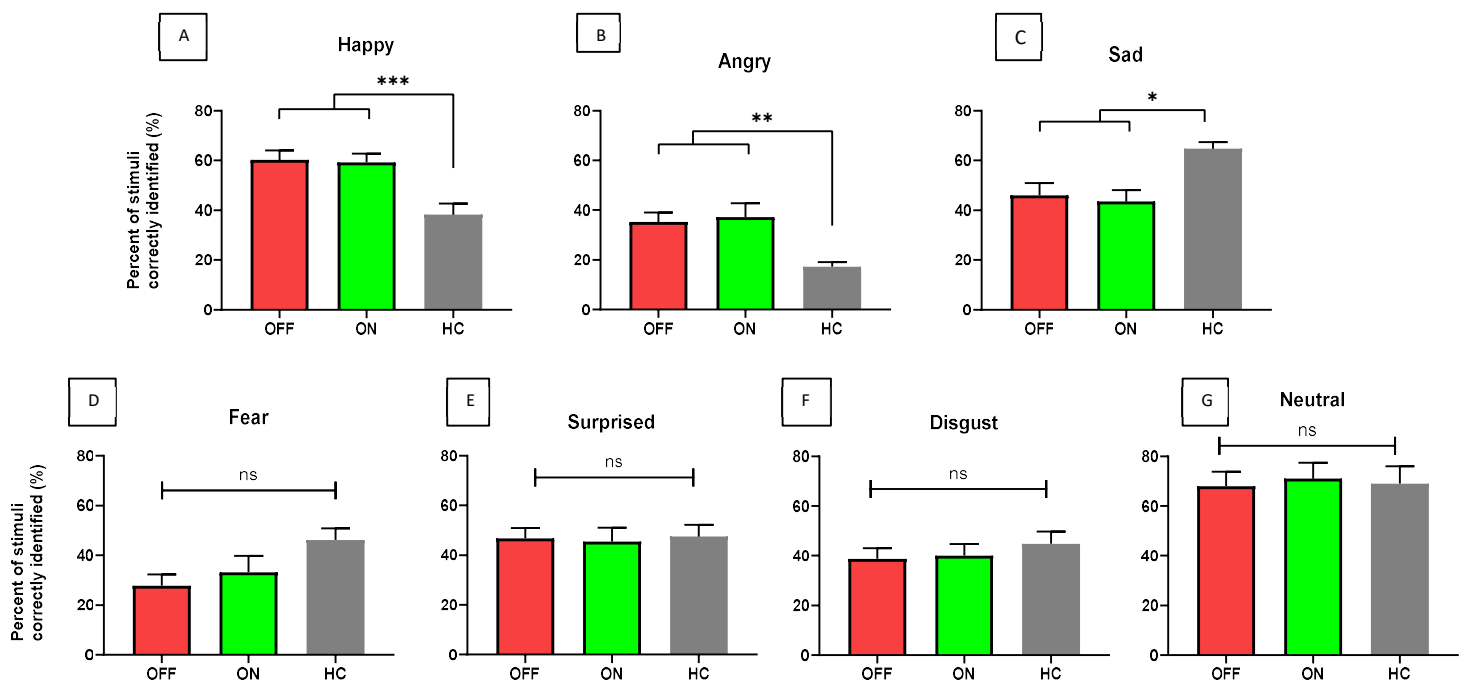 A
Happy
***
Percent of stimuli
correctly identified (%)
80
60
40
20
0
OFF ON HC
B
Angry
**
80
60
40
20
0
OFF ON HC
C
Sad
*
80
60
40
20
0
OFF ON HC
D
Fear
ns
Percent of stimuli
correctly identified (%)
80
60
40
20
0
OFF ON HC
E
Surprised
ns
80
60
40
20
0
OFF ON HC
F
Disgust
ns
80
60
40
20
0
OFF ON HC
G
Neutral
ns
80
60
40
20
0
OFF ON HC